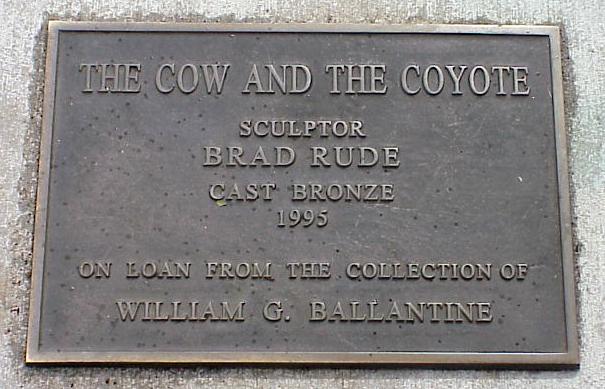 THE COW AND THE COYOTE
SCULPTOR
BRAD RUDE
CAST BRONZE
1995
ON LOAN FROM THE COLLECTION OF
WILLIAM G. BALLANTINE